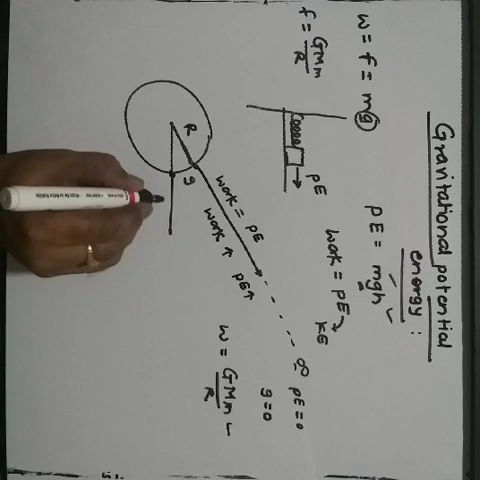 Gravitational potential
energy :
w = f = mg
f = GMm
R
PE = mgh
PE
work = PE
KE
R
g
work = PE
work ↑ PE↑
∞
PE=0
g=0
w = GMm
R